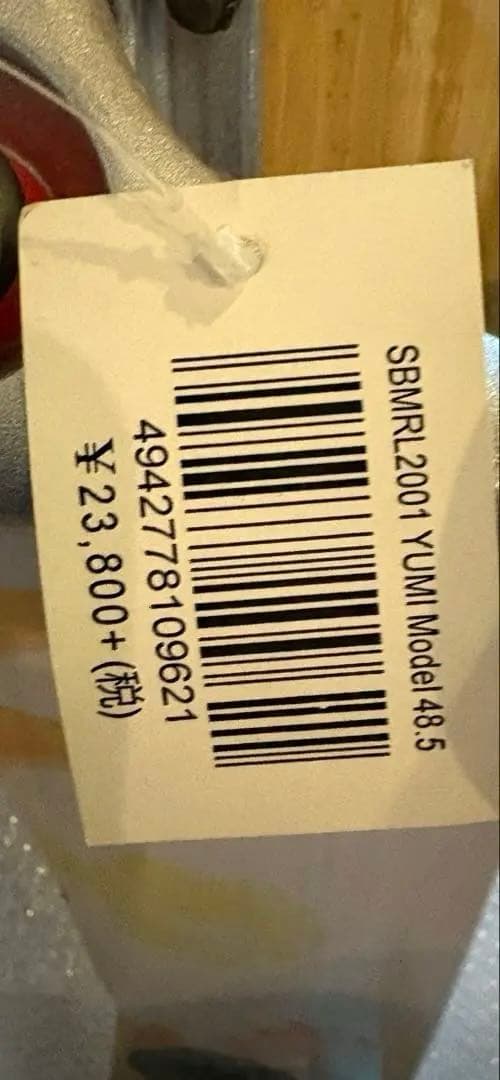 SBMRL2001 YUMI Model 48.5
4942778109621
¥23,800+(税)